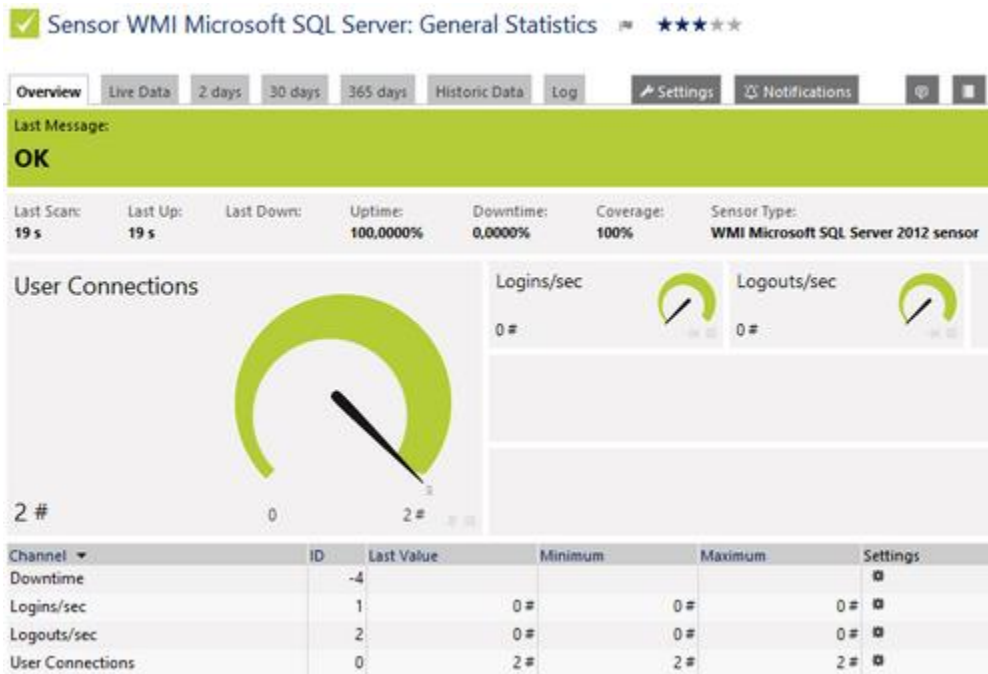 Sensor WMI Microsoft SQL Server: General Statistics
Overview Live Data 2 days 30 days 365 days Historic Data Log Settings Notifications
Last Message:
OK
Last Scan: Last Up: Last Down: Uptime: Downtime: Coverage: Sensor Type:
19 s 19 s 100,0000% 0,0000% 100% WMI Microsoft SQL Server 2012 sensor
User Connections Logins/sec Logouts/sec
0 # 0 #
2 # 0 2 #
Channel ID Last Value Minimum Maximum Settings
Downtime -4
Logins/sec 1 0 # 0 # 0 #
Logouts/sec 2 0 # 0 # 0 #
User Connections 0 2 # 2 # 2 #